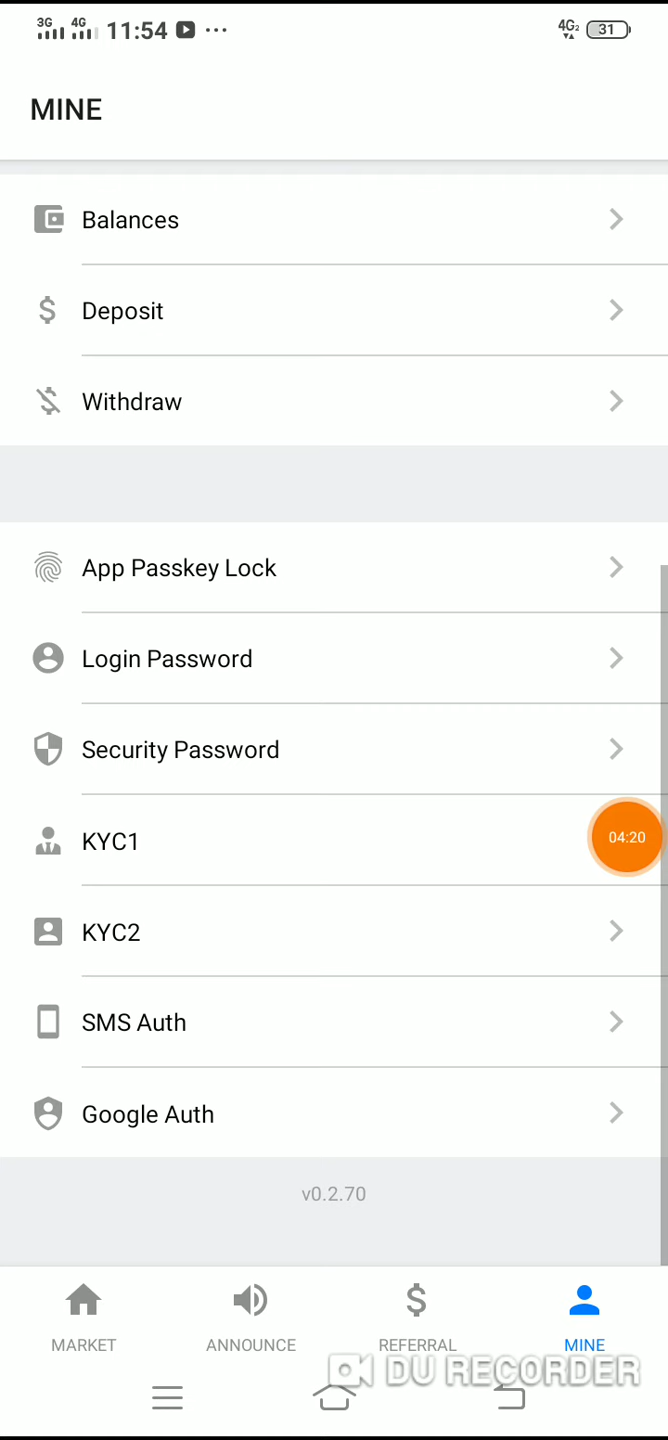 3G 4G 11:54 ... 4G2 31
MINE
Balances
Deposit
Withdraw
App Passkey Lock
Login Password
Security Password
KYC1
04:20
KYC2
SMS Auth
Google Auth
v0.2.70
MARKET ANNOUNCE REFERRAL MINE
DU RECORDER